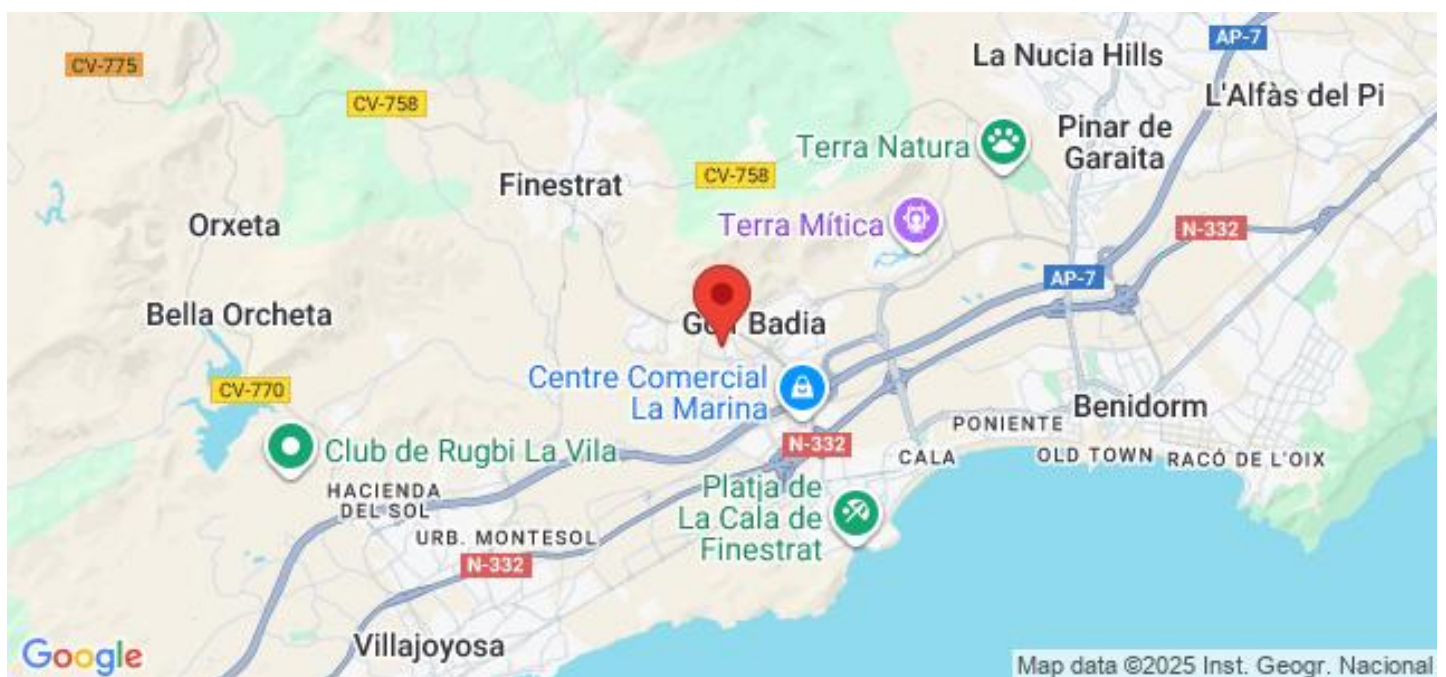 AP-7
La Nucia Hills
CV-775
L'Alfàs del Pi
CV-758
Pinar de
Garaita
Terra Natura
CV-758
Finestrat
Orxeta
Terra Mítica
N-332
AP-7
Bella Orcheta
Badia
Centre Comercial
La Marina
CV-770
Benidorm
PONIENTE
N-332
Club de Rugbi La Vila
CALA
OLD TOWN
RACÓ DE L'OIX
HACIENDA
DEL SOL
Platja de
La Cala de
Finestrat
URB. MONTESOL
N-332
Villajoyosa
Google
Map data ©2025 Inst. Geogr. Nacional